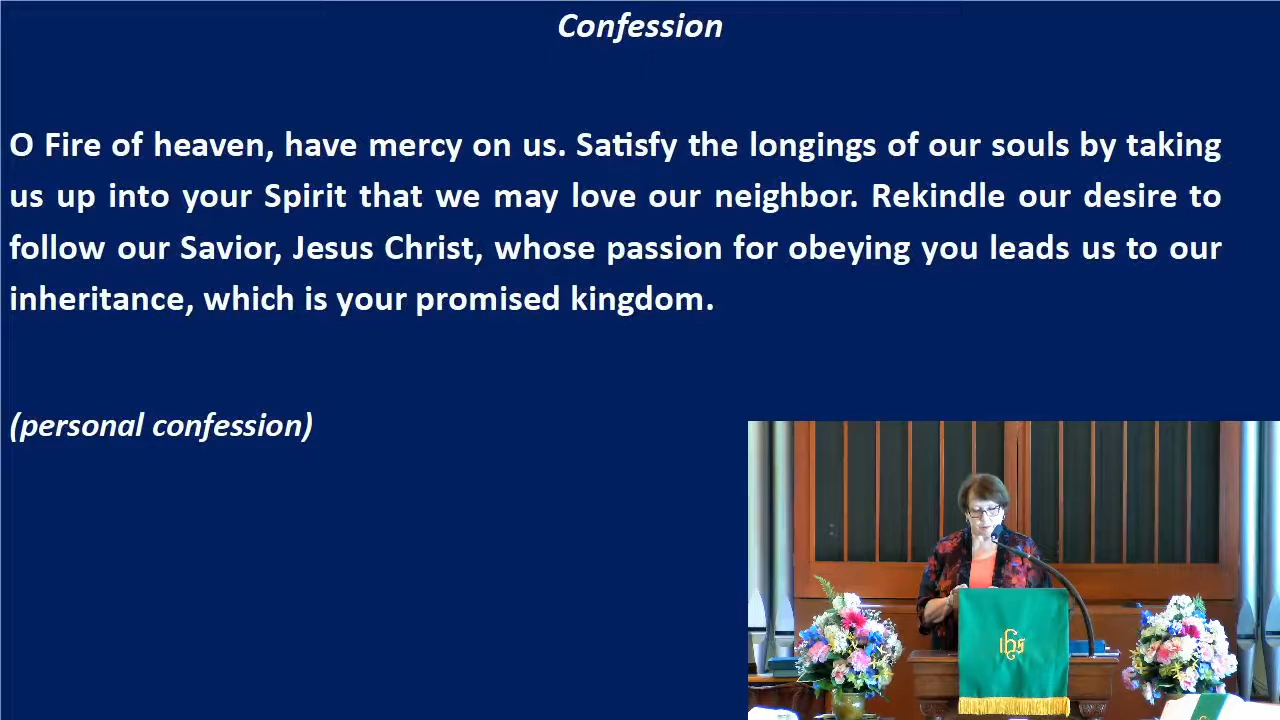 Confession
O Fire of heaven, have mercy on us. Satisfy the longings of our souls by taking
us up into your Spirit that we may love our neighbor. Rekindle our desire to
follow our Savior, Jesus Christ, whose passion for obeying you leads us to our
inheritance, which is your promised kingdom.
(personal confession)
IHS